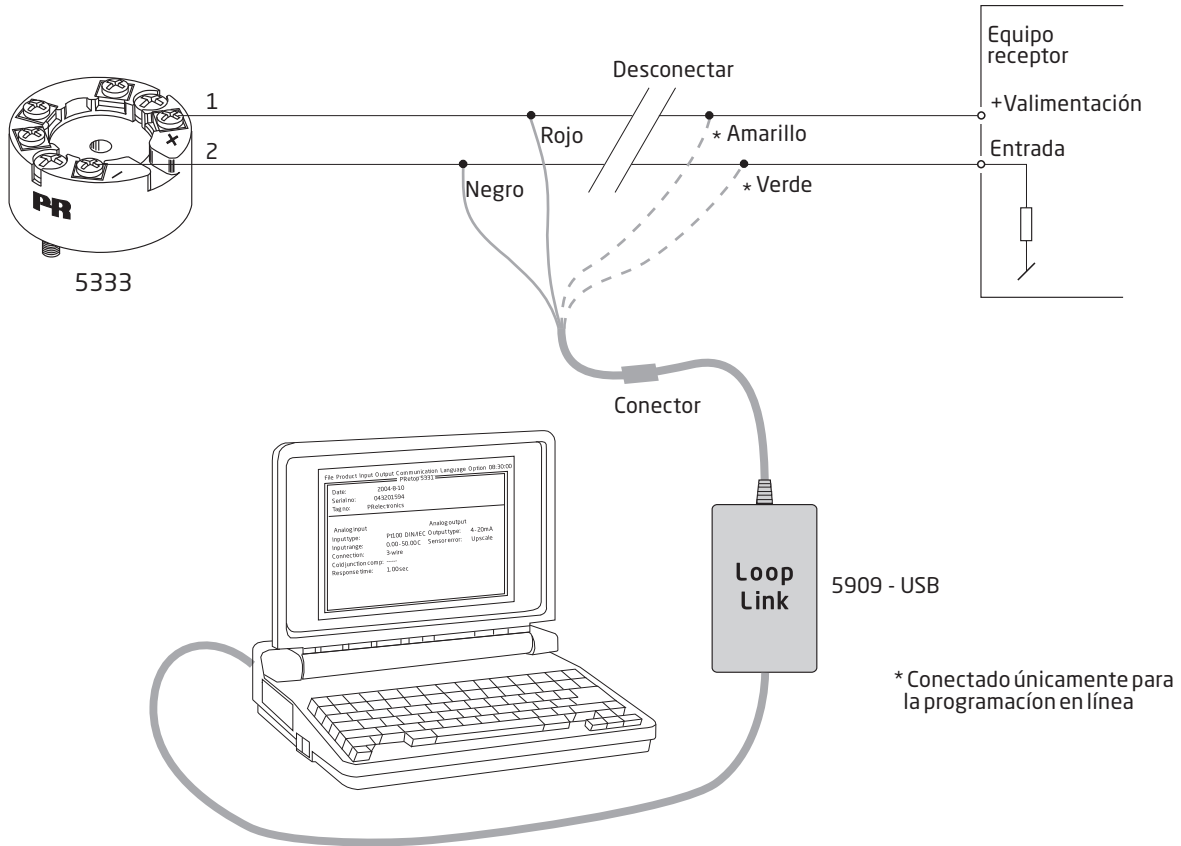 Equipo
receptor
Desconectar
1
+Valimentación
Rojo
* Amarillo
2
Entrada
Negro
* Verde
+
-
PR
5333
Conector
File Product Input Output Communication Language Option 08:30:00
PRetop 5331
Date: 2004-8-10
Serial no: 043201594
Tag no: PRelectronics
Analog input Analog output
Input type: Pt100 DIN/IEC Output type: 4-20mA
Input range: 0.00-50.00 C Sensor error: Upscale
Connection: 3-wire
Cold junction comp: -----
Response time: 1.00 sec
Loop
Link
5909 - USB
* Conectado únicamente para
la programacíon en línea